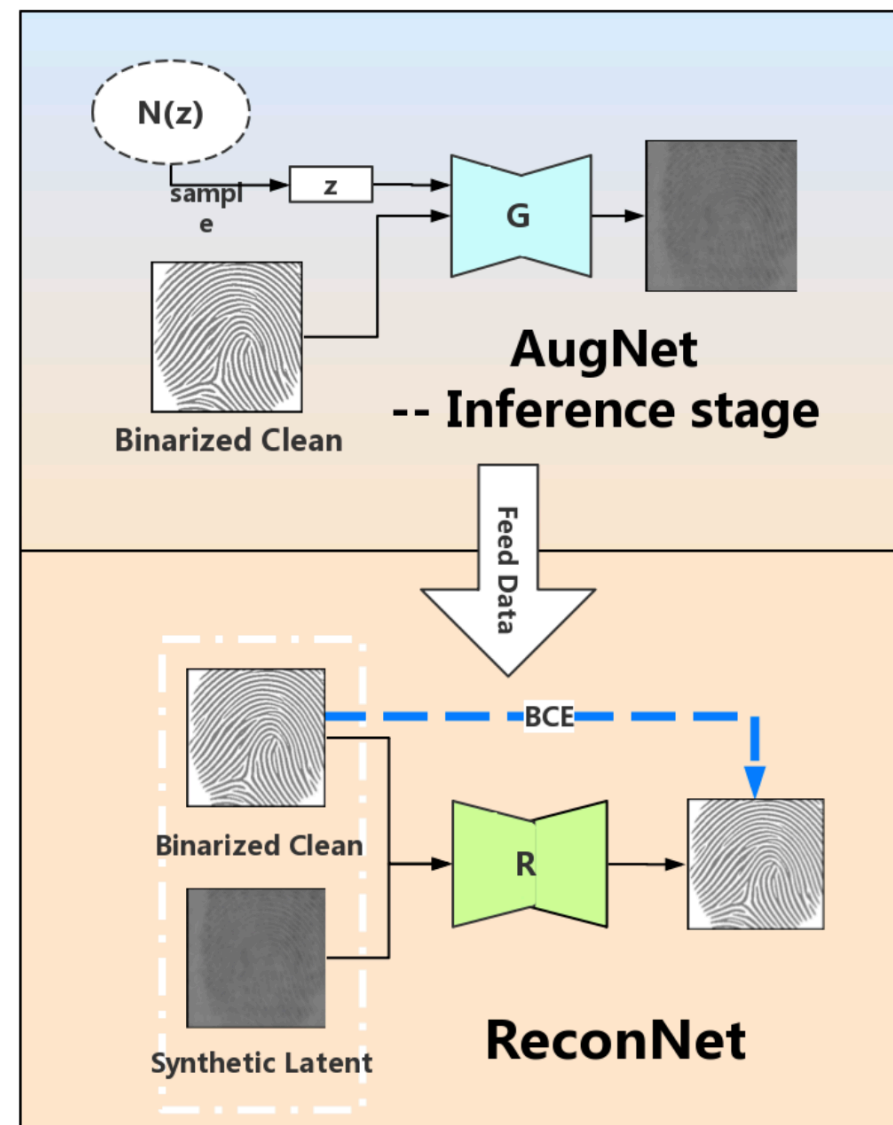 N(z)
sampl
e
z
G
Binarized Clean
AugNet
-- Inference stage
Feed Data
BCE
Binarized Clean
R
Synthetic Latent
ReconNet